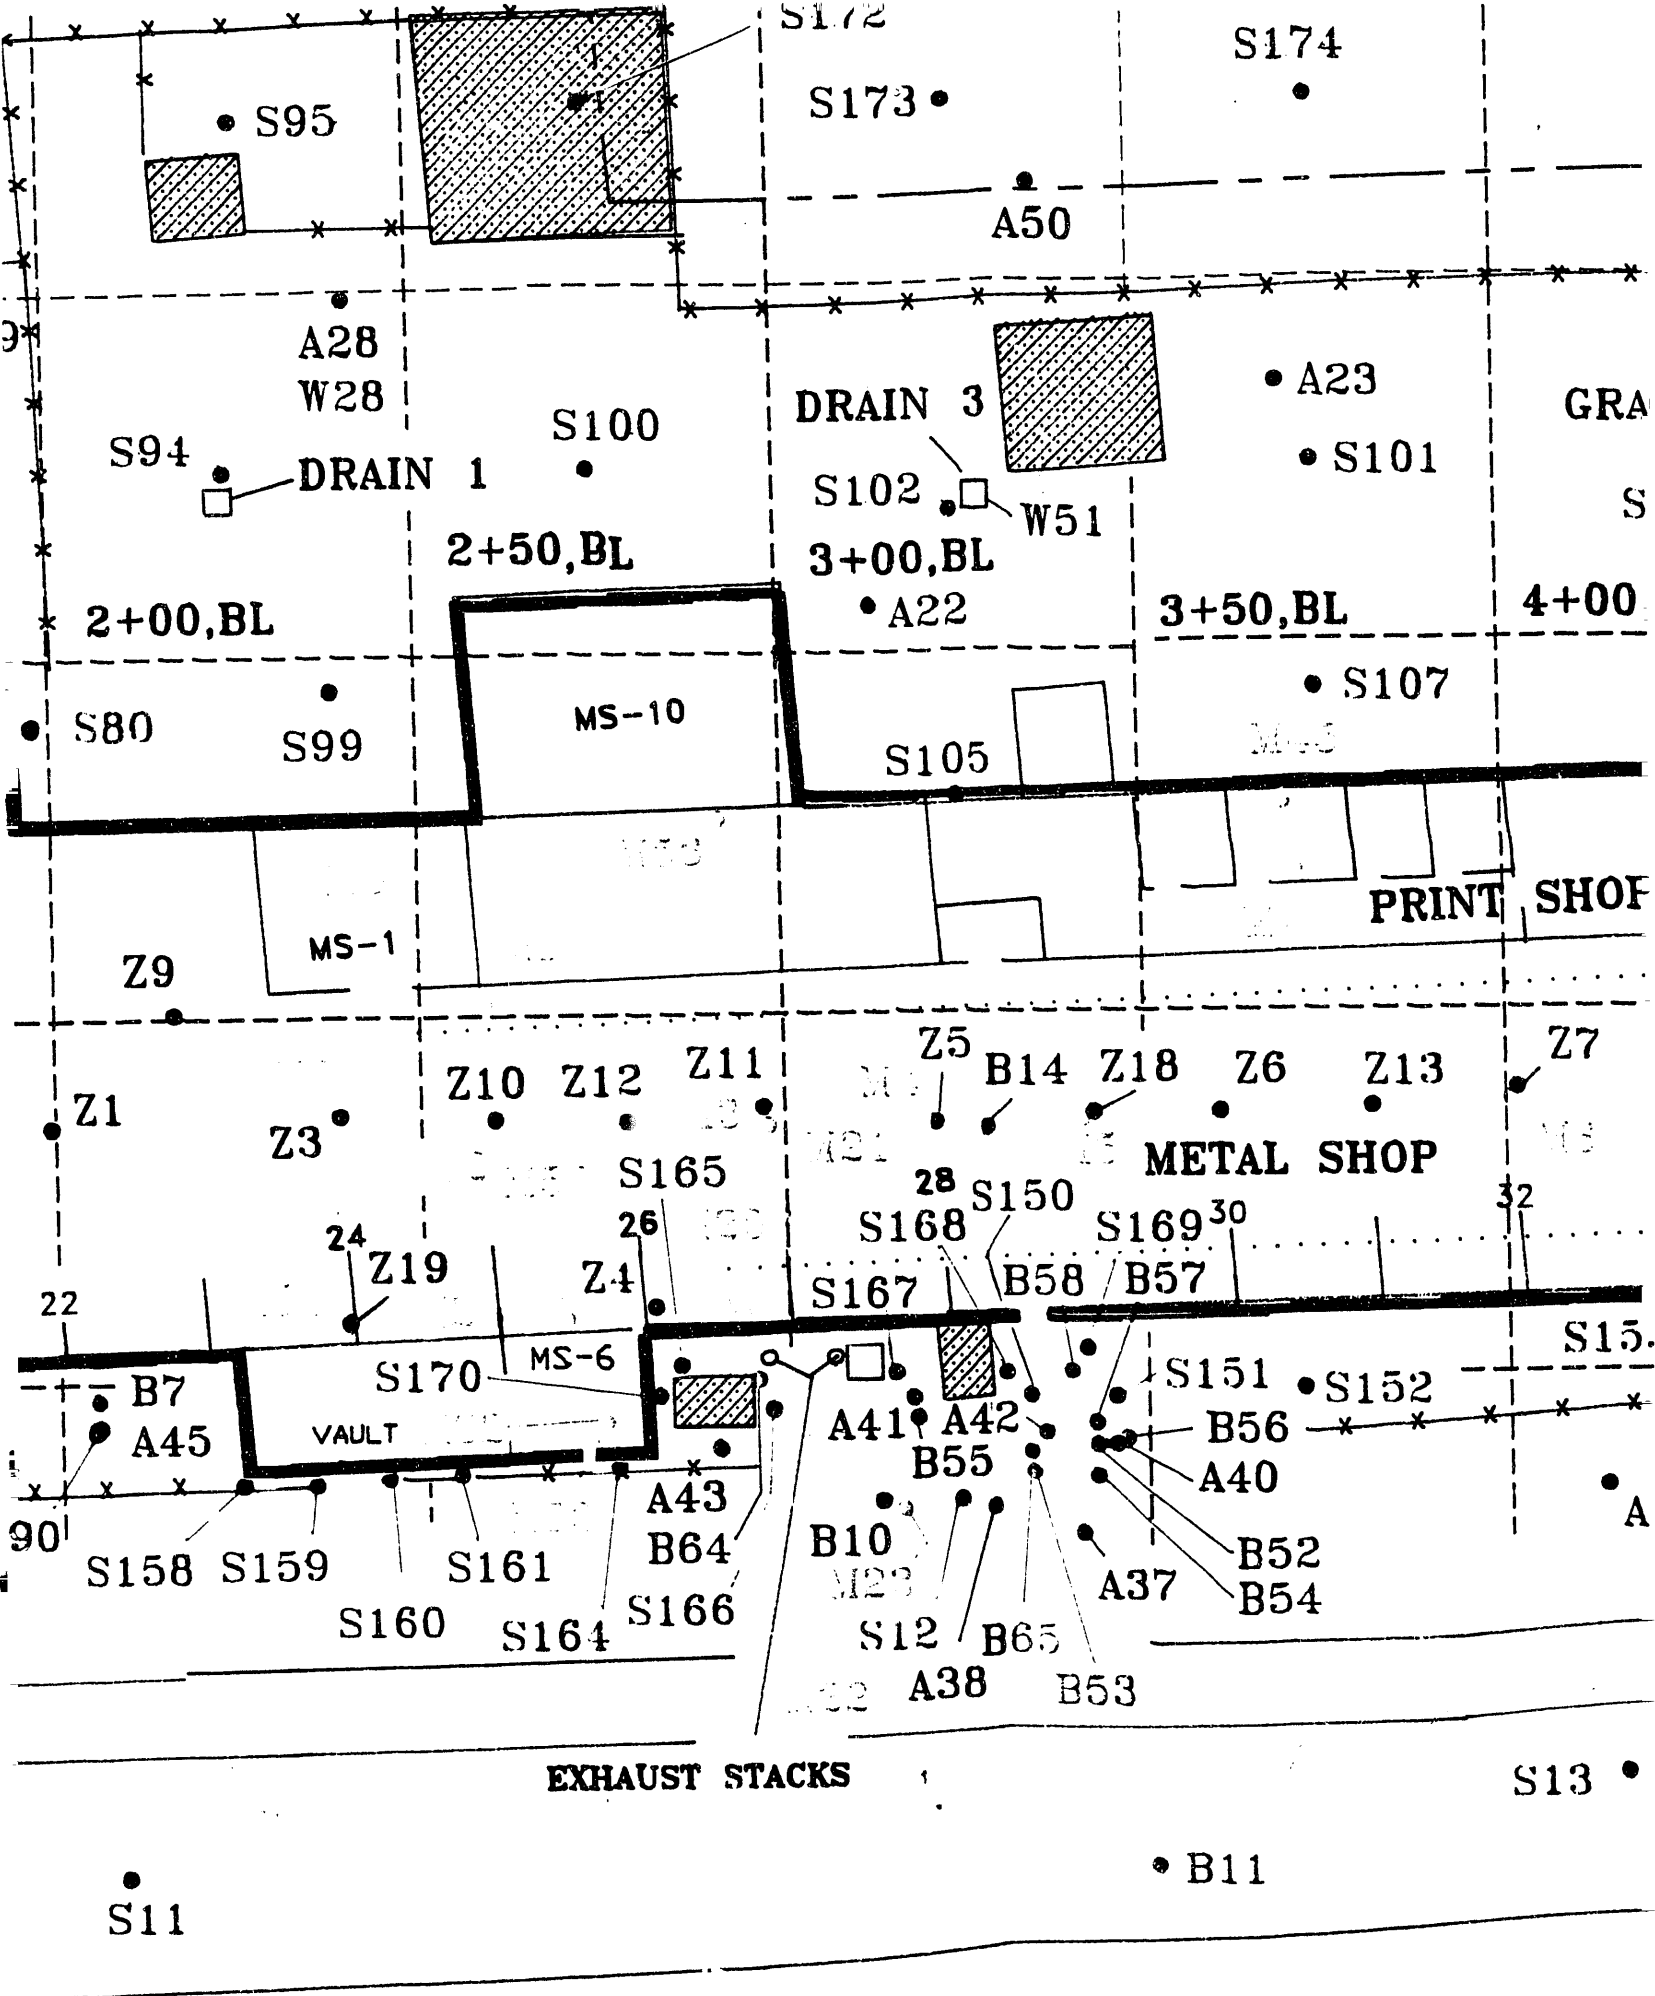 S172
S174
S173
S95
A50
A28
W28
DRAIN 3
A23
GRA
S94
S100
DRAIN 1
S102
S101
W51
S
2+50,BL
3+00,BL
A22
2+00,BL
3+50,BL
4+00
S80
S99
MS-10
S107
S105
PRINT SHOP
MS-1
Z9
Z5
Z7
Z1
Z3
Z10
Z12
Z11
B14
Z18
Z6
Z13
M21
METAL SHOP
S165
28
S150
32
24
26
S168
S169
30
Z19
Z4
B58
B57
22
S167
MS-6
S15
S170
B7
S151
S152
A45
VAULT
A41
A42
B56
B55
A40
90
A43
B64
B10
B52
S158
S159
S161
A37
B54
S160
S164
S166
S12
B65
A38
B53
A
EXHAUST STACKS
S13
B11
S11